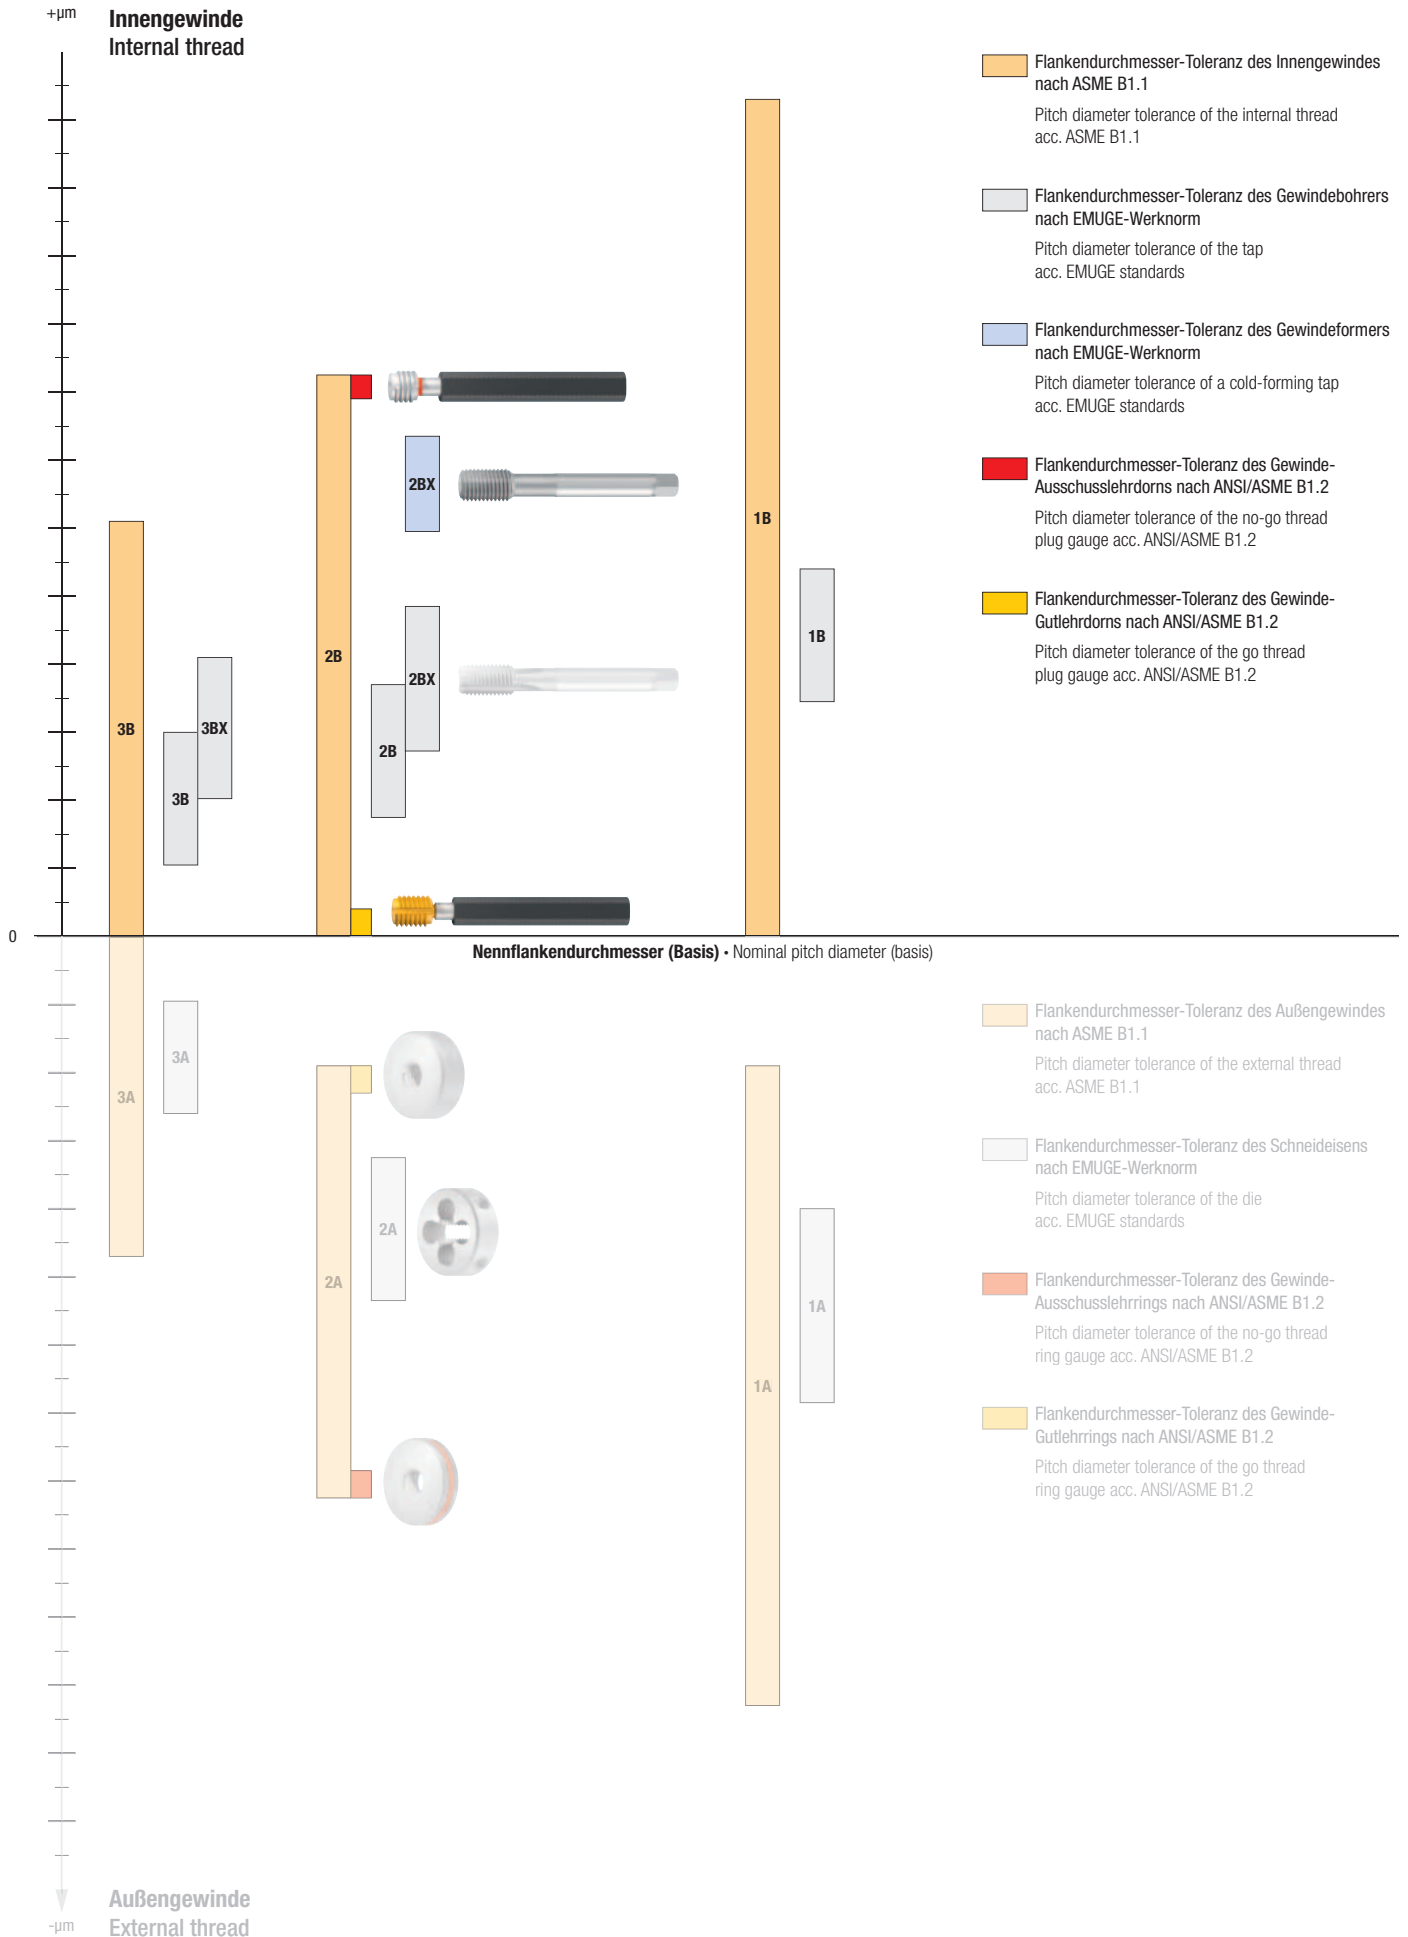 +µm
Innengewinde
Internal thread
Flankendurchmesser-Toleranz des Innengewindes
nach ASME B1.1
Pitch diameter tolerance of the internal thread
acc. ASME B1.1
Flankendurchmesser-Toleranz des Gewindebohrers
nach EMUGE-Werknorm
Pitch diameter tolerance of the tap
acc. EMUGE standards
Flankendurchmesser-Toleranz des Gewindeformers
nach EMUGE-Werknorm
Pitch diameter tolerance of a cold-forming tap
acc. EMUGE standards
Flankendurchmesser-Toleranz des Gewinde-
Ausschusslehrdorns nach ANSI/ASME B1.2
Pitch diameter tolerance of the no-go thread
plug gauge acc. ANSI/ASME B1.2
Flankendurchmesser-Toleranz des Gewinde-
Gutlehrdorns nach ANSI/ASME B1.2
Pitch diameter tolerance of the go thread
plug gauge acc. ANSI/ASME B1.2
2BX
1B
1B
2B
2BX
3B
3BX
2B
3B
0
Nennflankendurchmesser (Basis) • Nominal pitch diameter (basis)
Flankendurchmesser-Toleranz des Außengewindes
nach ASME B1.1
Pitch diameter tolerance of the external thread
acc. ASME B1.1
Flankendurchmesser-Toleranz des Schneideisens
nach EMUGE-Werknorm
Pitch diameter tolerance of the die
acc. EMUGE standards
Flankendurchmesser-Toleranz des Gewinde-
Ausschusslehrrings nach ANSI/ASME B1.2
Pitch diameter tolerance of the no-go thread
ring gauge acc. ANSI/ASME B1.2
Flankendurchmesser-Toleranz des Gewinde-
Gutlehrrings nach ANSI/ASME B1.2
Pitch diameter tolerance of the go thread
ring gauge acc. ANSI/ASME B1.2
3A
3A
2A
2A
1A
1A
Außengewinde
External thread
-µm